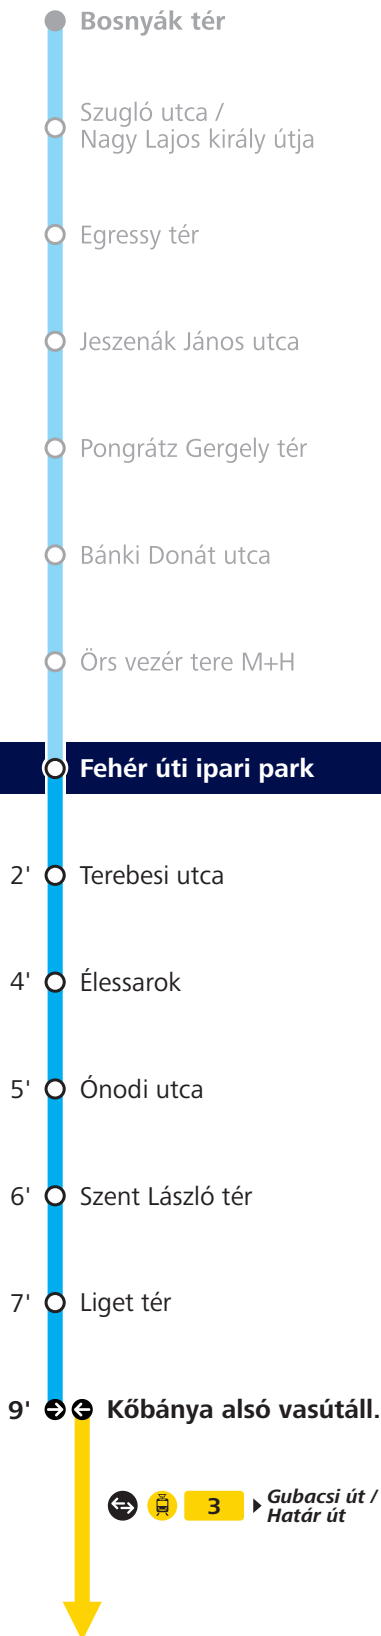 Bosnyák tér
Szugló utca /
Nagy Lajos király útja
Egressy tér
Jeszenák János utca
Pongrátz Gergely tér
Bánki Donát utca
Örs vezér tere M+H
Fehér úti ipari park
2' Terebesi utca
4' Élessarok
5' Ónodi utca
6' Szent László tér
7' Liget tér
9' Kőbánya alsó vasútáll.
3 Gubacsi út /
Határ út